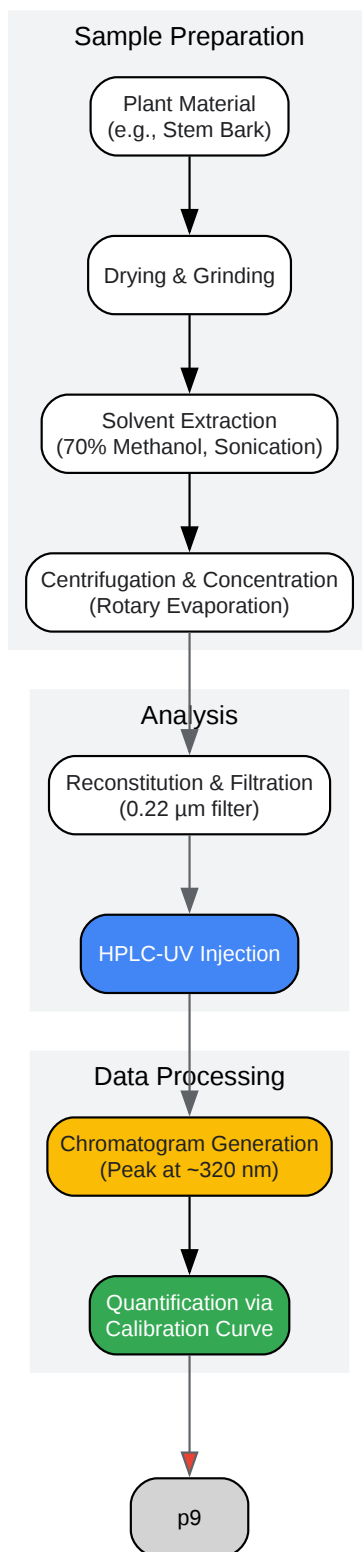 Sample Preparation
Plant Material
(e.g., Stem Bark)
Drying & Grinding
Solvent Extraction
(70% Methanol, Sonication)
Centrifugation & Concentration
(Rotary Evaporation)
Analysis
Reconstitution & Filtration
(0.22 µm filter)
HPLC-UV Injection
Data Processing
Chromatogram Generation
(Peak at ~320 nm)
Quantification via
Calibration Curve
p9